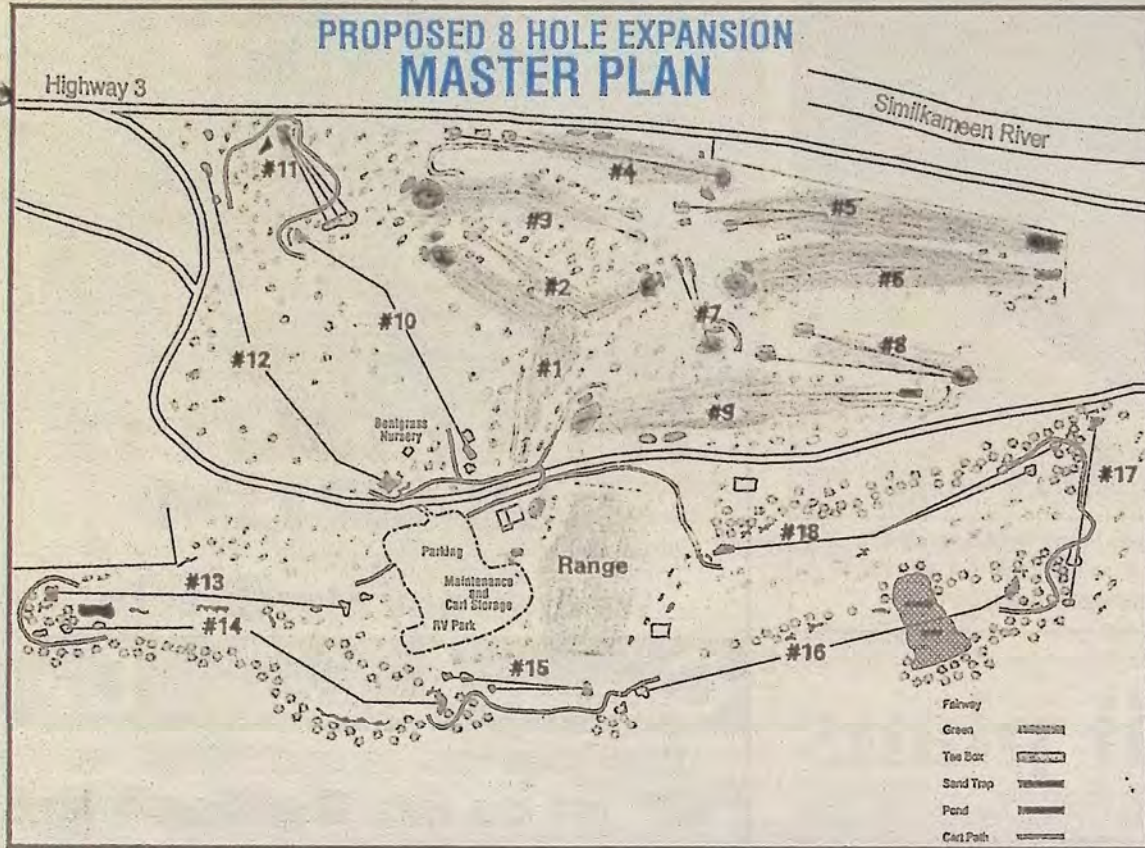 PROPOSED 8 HOLE EXPANSION
MASTER PLAN
Highway 3
Similkameen River
#11
#4
#3
#5
#2
#6
#7
#10
#12
#8
#1
#9
Bentgrass
Nursery
#17
#18
Parking
Range
#13
Maintenance
and
Cart Storage
#14
RV Park
#16
#15
Fairway
Green
Tee Box
Sand Trap
Pond
Cart Path